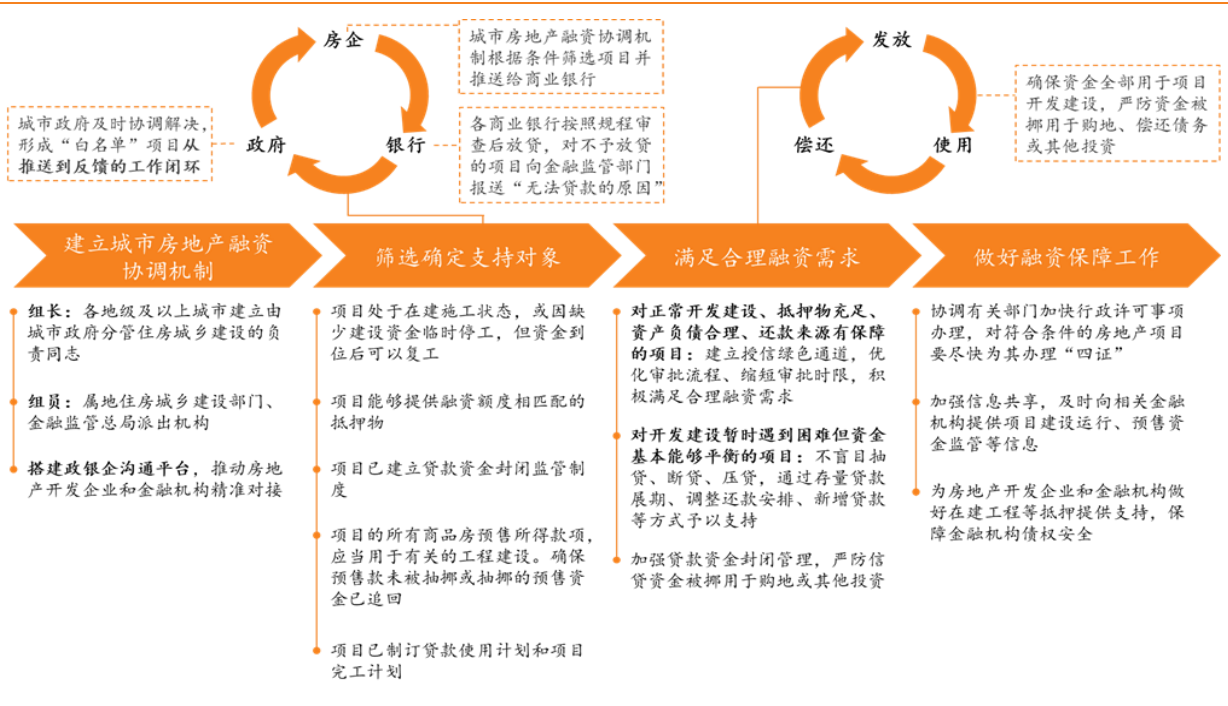 房企
城市房地产融资协调机
制根据条件筛选项目并
推送给商业银行
城市政府及时协调解决，
形成“白名单”项目从
推送到反馈的工作闭环
政府
银行
各商业银行按照规程审
查后放贷，对不予放贷
的项目向金融监管部门
报送“无法贷款的原因”
发放
偿还
使用
确保资金全部用于项目
开发建设，严防资金被
挪用于购地、偿还债务
或其他投资
建立城市房地产融资
协调机制
组长：各地级及以上城市建立由
城市政府分管住房城乡建设的负
责同志
组员：属地住房城乡建设部门、
金融监管总局派出机构
搭建政银企沟通平台，推动房地
产开发企业和金融机构精准对接
筛选确定支持对象
项目处于在建施工状态，或因缺
少建设资金临时停工，但资金到
位后可以复工
项目能够提供融资额度相匹配的
抵押物
项目已建立贷款资金封闭监管制
度
项目的所有商品房预售所得款项，
应当用于有关的工程建设。确保
预售款未被抽挪或抽挪的预售资
金已追回
项目已制订贷款使用计划和项目
完工计划
满足合理融资需求
对正常开发建设、抵押物充足、
资产负债合理、还款来源有保障
的项目：建立授信绿色通道，优
化审批流程、缩短审批时限，积
极满足合理融资需求
对开发建设暂时遇到困难但资金
基本能够平衡的项目：不盲目抽
贷、断贷、压贷，通过存量贷款
展期、调整还款安排、新增贷款
等方式予以支持
加强贷款资金封闭管理，严防信
贷资金被挪用于购地或其他投资
做好融资保障工作
协调有关部门加快行政许可事项
办理，对符合条件的房地产项目
要尽快为其办理“四证”
加强信息共享，及时向相关金融
机构提供项目建设运行、预售资
金监管等信息
为房地产开发企业和金融机构做
好在建工程等抵押提供支持，保
障金融机构债权安全